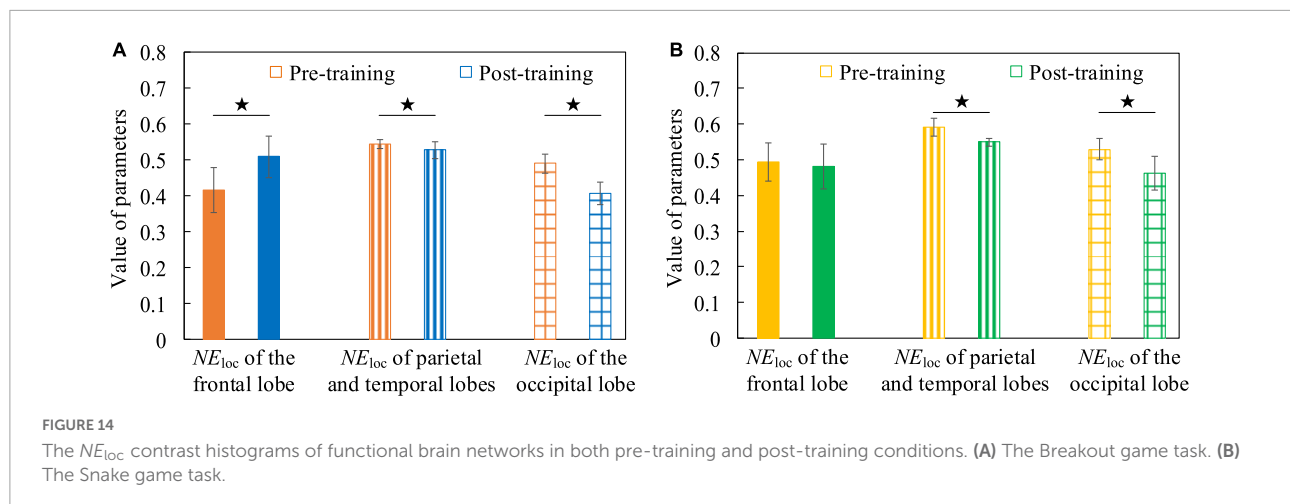 A
0.8
0.7
0.6
0.5
0.4
0.3
0.2
0.1
0
Value of parameters
Pre-training Post-training
★ ★ ★
NEloc of the frontal lobe
NEloc of parietal and temporal lobes
NEloc of the occipital lobe
B
0.8
0.7
0.6
0.5
0.4
0.3
0.2
0.1
0
Value of parameters
Pre-training Post-training
★ ★
NEloc of the frontal lobe
NEloc of parietal and temporal lobes
NEloc of the occipital lobe
FIGURE 14
The NEloc contrast histograms of functional brain networks in both pre-training and post-training conditions. (A) The Breakout game task. (B)
The Snake game task.